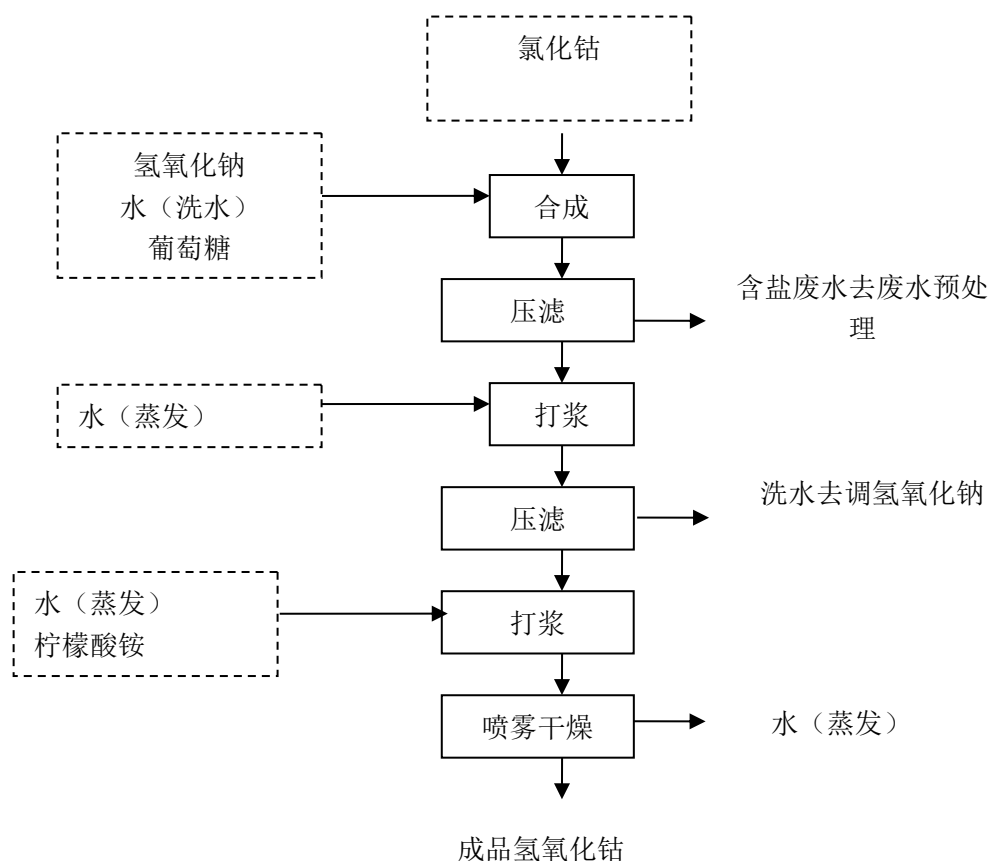 氯化钴
氢氧化钠
水（洗水）
葡萄糖
合成
压滤
含盐废水去废水预处
理
水（蒸发）
打浆
压滤
洗水去调氢氧化钠
水（蒸发）
柠檬酸铵
打浆
喷雾干燥
水（蒸发）
成品氢氧化钴